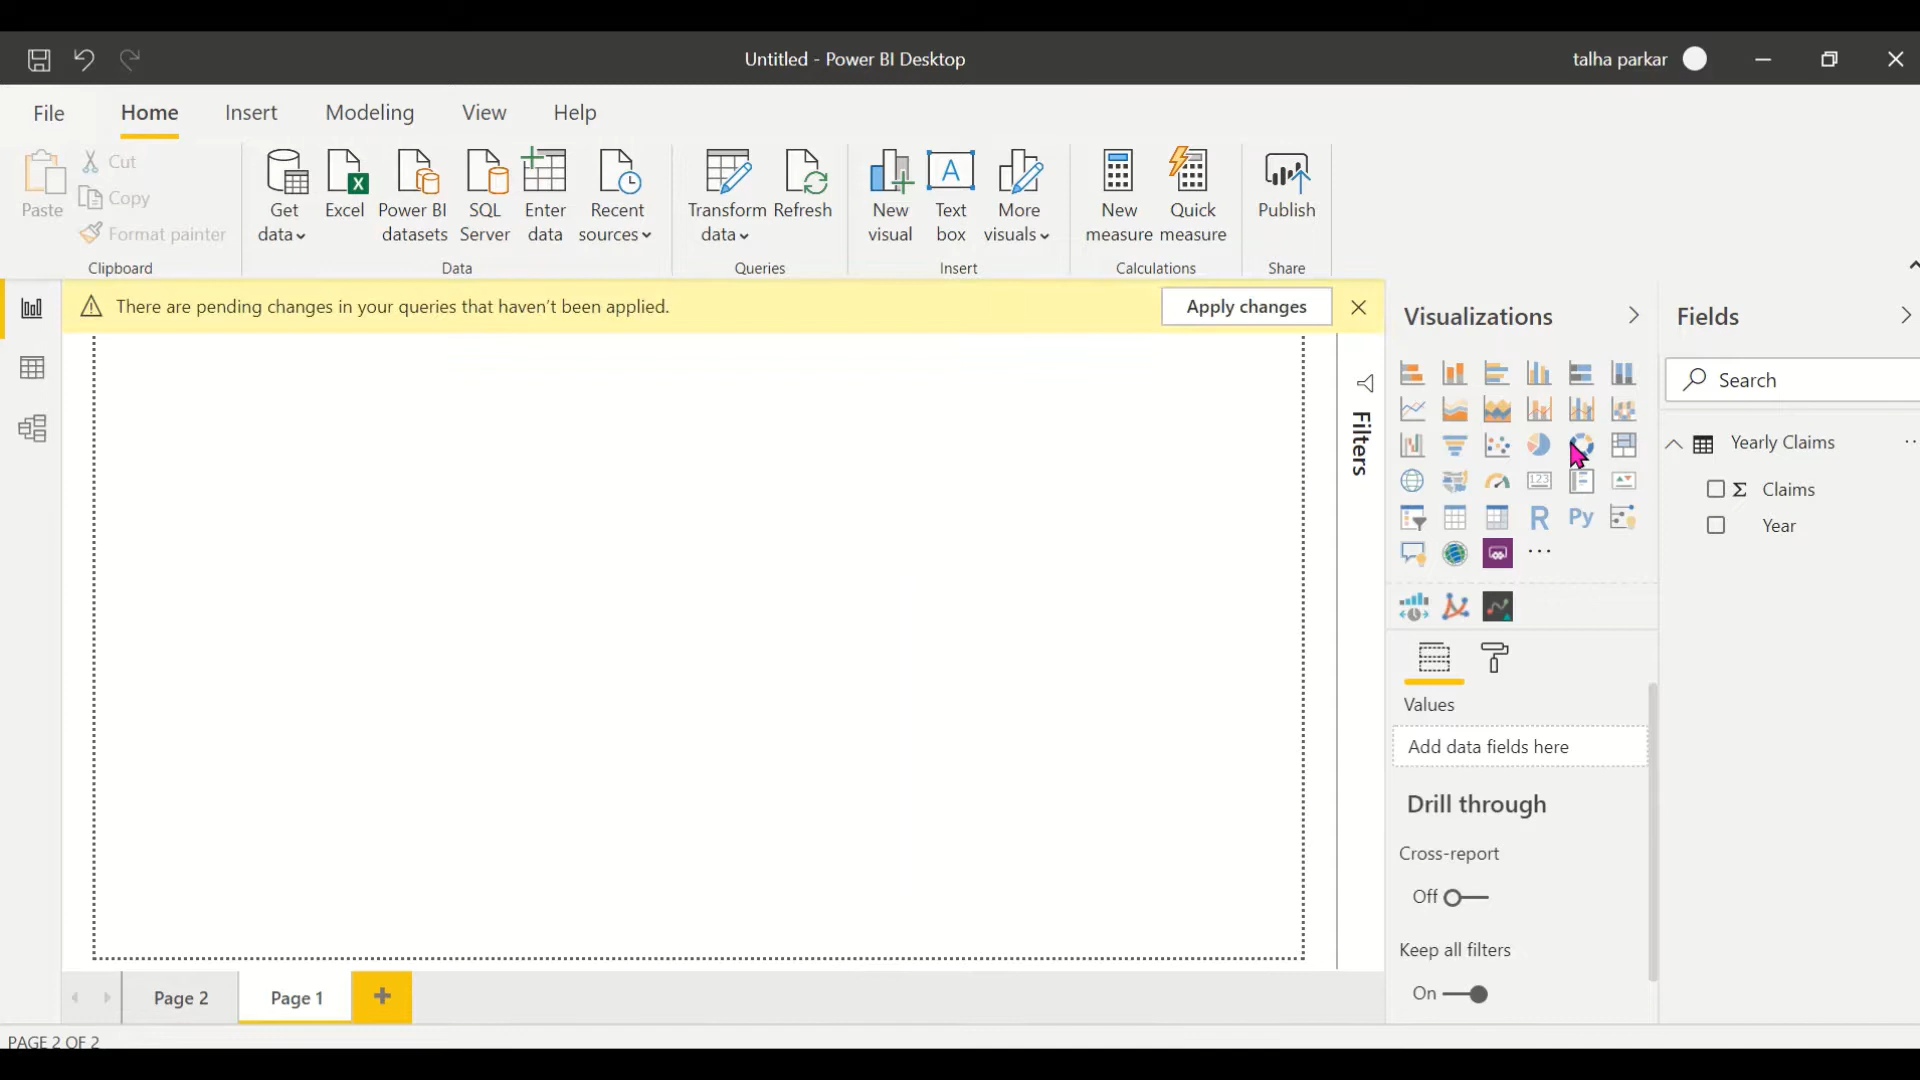 Untitled - Power BI Desktop
talha parkar
File
Home
Insert
Modeling
View
Help
Paste
Cut
Copy
Format painter
Clipboard
Get data
Excel
Power BI datasets
SQL Server
Enter data
Recent sources
Data
Transform data
Refresh
Queries
New visual
A
Text box
More visuals
Insert
New measure
Quick measure
Calculations
Publish
Share
There are pending changes in your queries that haven't been applied.
Apply changes
Filters
Visualizations
123
R
Py
Values
Add data fields here
Drill through
Cross-report
Off
Keep all filters
On
Fields
Search
Yearly Claims
Σ Claims
Year
Page 2
Page 1
PAGE 2 OF 2